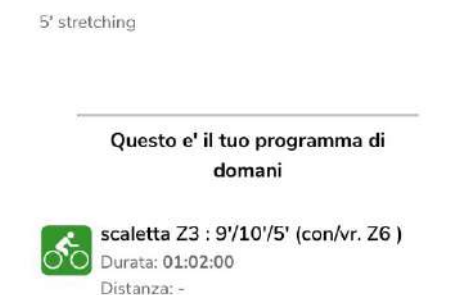 5' stretching
Questo e' il tuo programma di
domani
scaletta Z3 : 9'/10'/5' (con/vr. Z6 )
Durata: 01:02:00
Distanza: -